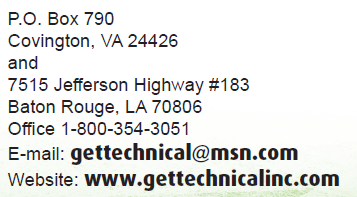 P.O. Box 790
Covington, VA 24426
and
7515 Jefferson Highway #183
Baton Rouge, LA 70806
Office 1-800-354-3051
E-mail: gettechnical@msn.com
Website: www.gettechnicalinc.com